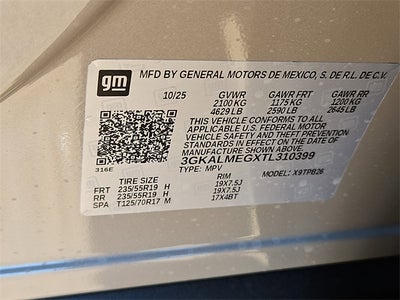 gm
MFD BY GENERAL MOTORS DE MEXICO, S. DE R.L. DE C.V.
10/25 GVWR GAWR FRT GAWR RR
2100 KG 1175 KG 1200 KG
4629 LB 2590 LB 2645 LB
THIS VEHICLE CONFORMS TO ALL
APPLICABLE U.S. FEDERAL MOTOR
VEHICLE SAFETY AND THEFT PREVENTION
STANDARDS IN EFFECT ON THE DATE OF
MANUFACTURE SHOWN ABOVE.
3GKALMEGXTL310399
TYPE: MPV MODEL: X9TPB26
316E
TIRE SIZE RIM
FRT 235/55R19 H 19X7.5J
RR 235/55R19 H 19X7.5J
SPA T125/70R17 M 17X4BT